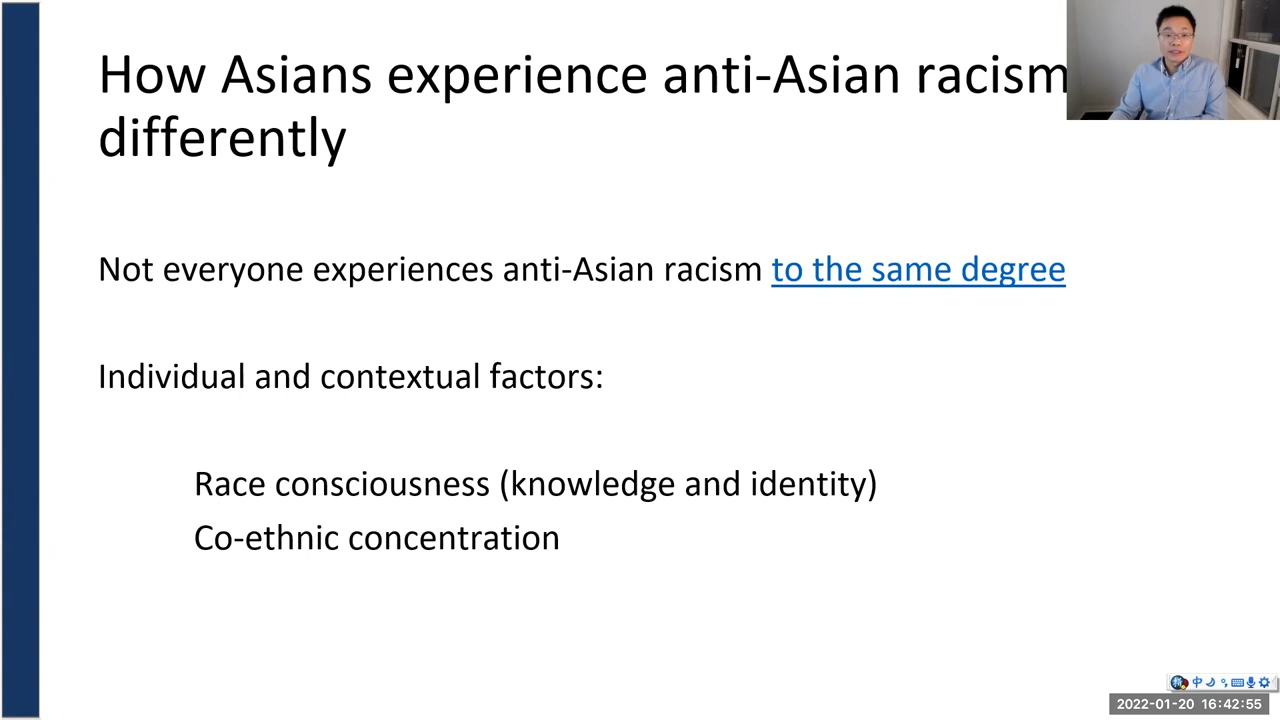 How Asians experience anti-Asian racism
differently
Not everyone experiences anti-Asian racism to the same degree
Individual and contextual factors:
Race consciousness (knowledge and identity)
Co-ethnic concentration
中
2022-01-20 16:42:55